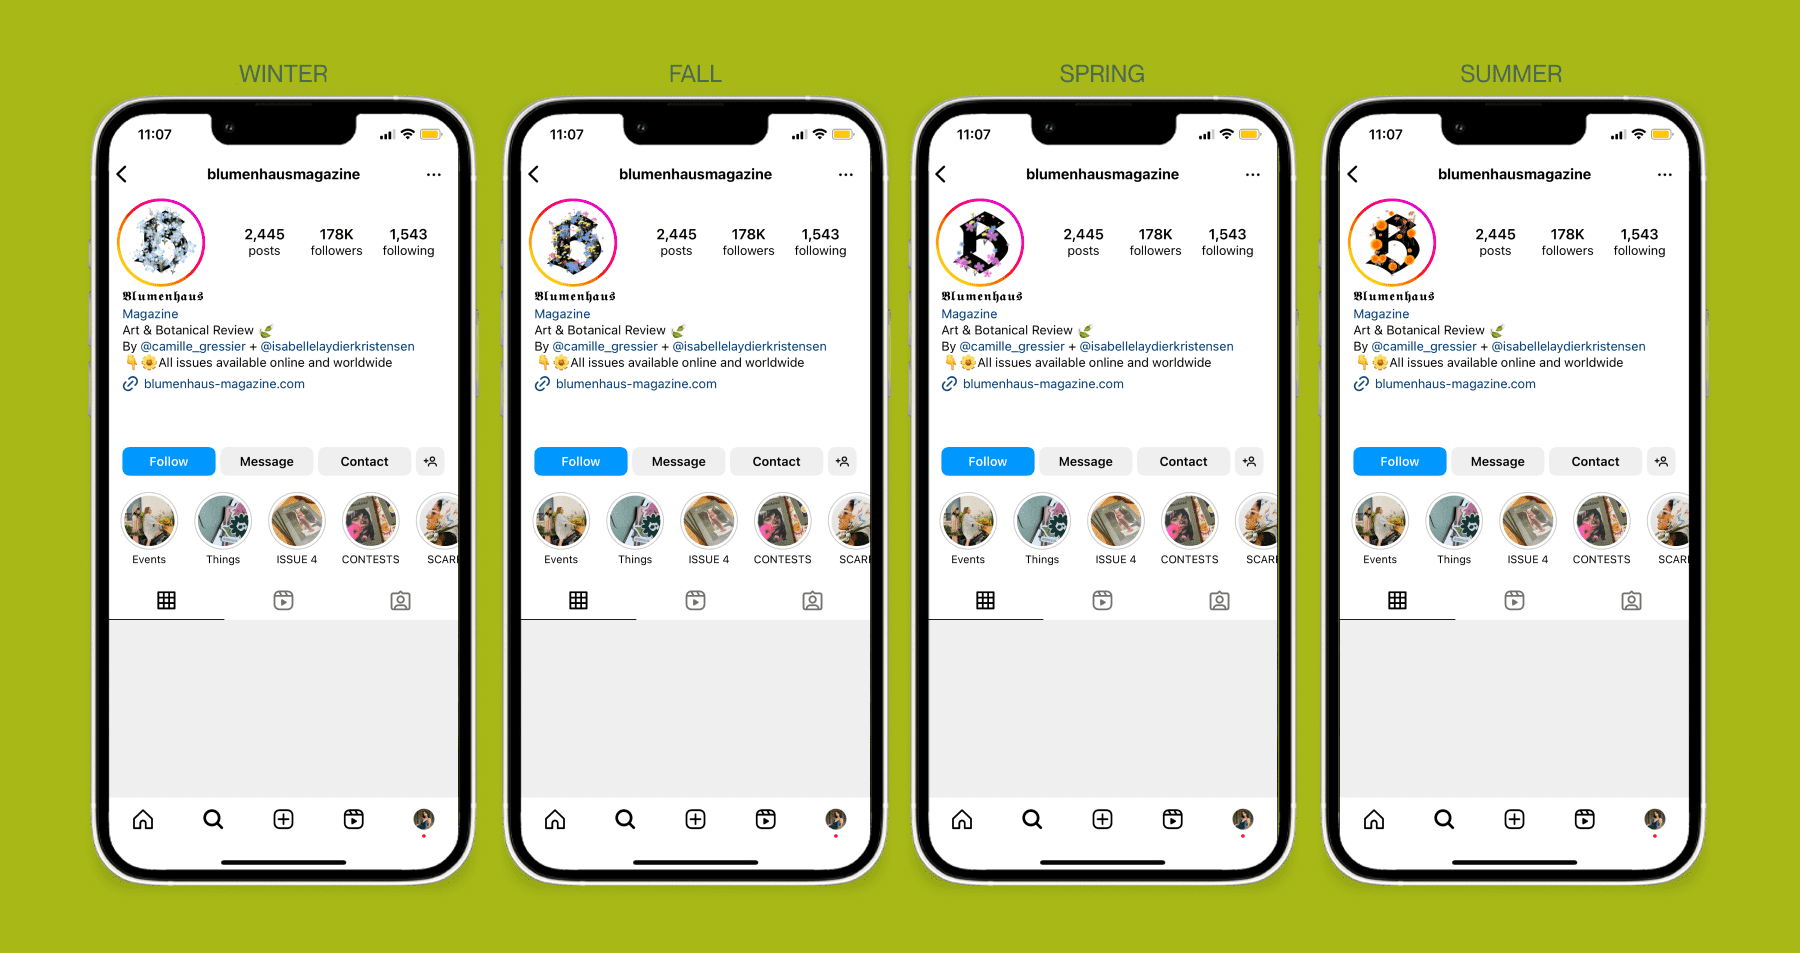 WINTER
11:07
blumenhausmagazine
B
2,445 178K 1,543
posts followers following
𝕭𝖑𝖚𝖒𝖊𝖓𝖍𝖆𝖚𝖘
Magazine
Art & Botanical Review
By @camille_gressier + @isabellelaydierkristensen
All issues available online and worldwide
blumenhaus-magazine.com
Follow Message Contact
Events Things ISSUE 4 CONTESTS SCARF
FALL
11:07
blumenhausmagazine
B
2,445 178K 1,543
posts followers following
𝕭𝖑𝖚𝖒𝖊𝖓𝖍𝖆𝖚𝖘
Magazine
Art & Botanical Review
By @camille_gressier + @isabellelaydierkristensen
All issues available online and worldwide
blumenhaus-magazine.com
Follow Message Contact
Events Things ISSUE 4 CONTESTS SCARF
SPRING
11:07
blumenhausmagazine
B
2,445 178K 1,543
posts followers following
𝕭𝖑𝖚𝖒𝖊𝖓𝖍𝖆𝖚𝖘
Magazine
Art & Botanical Review
By @camille_gressier + @isabellelaydierkristensen
All issues available online and worldwide
blumenhaus-magazine.com
Follow Message Contact
Events Things ISSUE 4 CONTESTS SCARF
SUMMER
11:07
blumenhausmagazine
B
2,445 178K 1,543
posts followers following
𝕭𝖑𝖚𝖒𝖊𝖓𝖍𝖆𝖚𝖘
Magazine
Art & Botanical Review
By @camille_gressier + @isabellelaydierkristensen
All issues available online and worldwide
blumenhaus-magazine.com
Follow Message Contact
Events Things ISSUE 4 CONTESTS SCARF